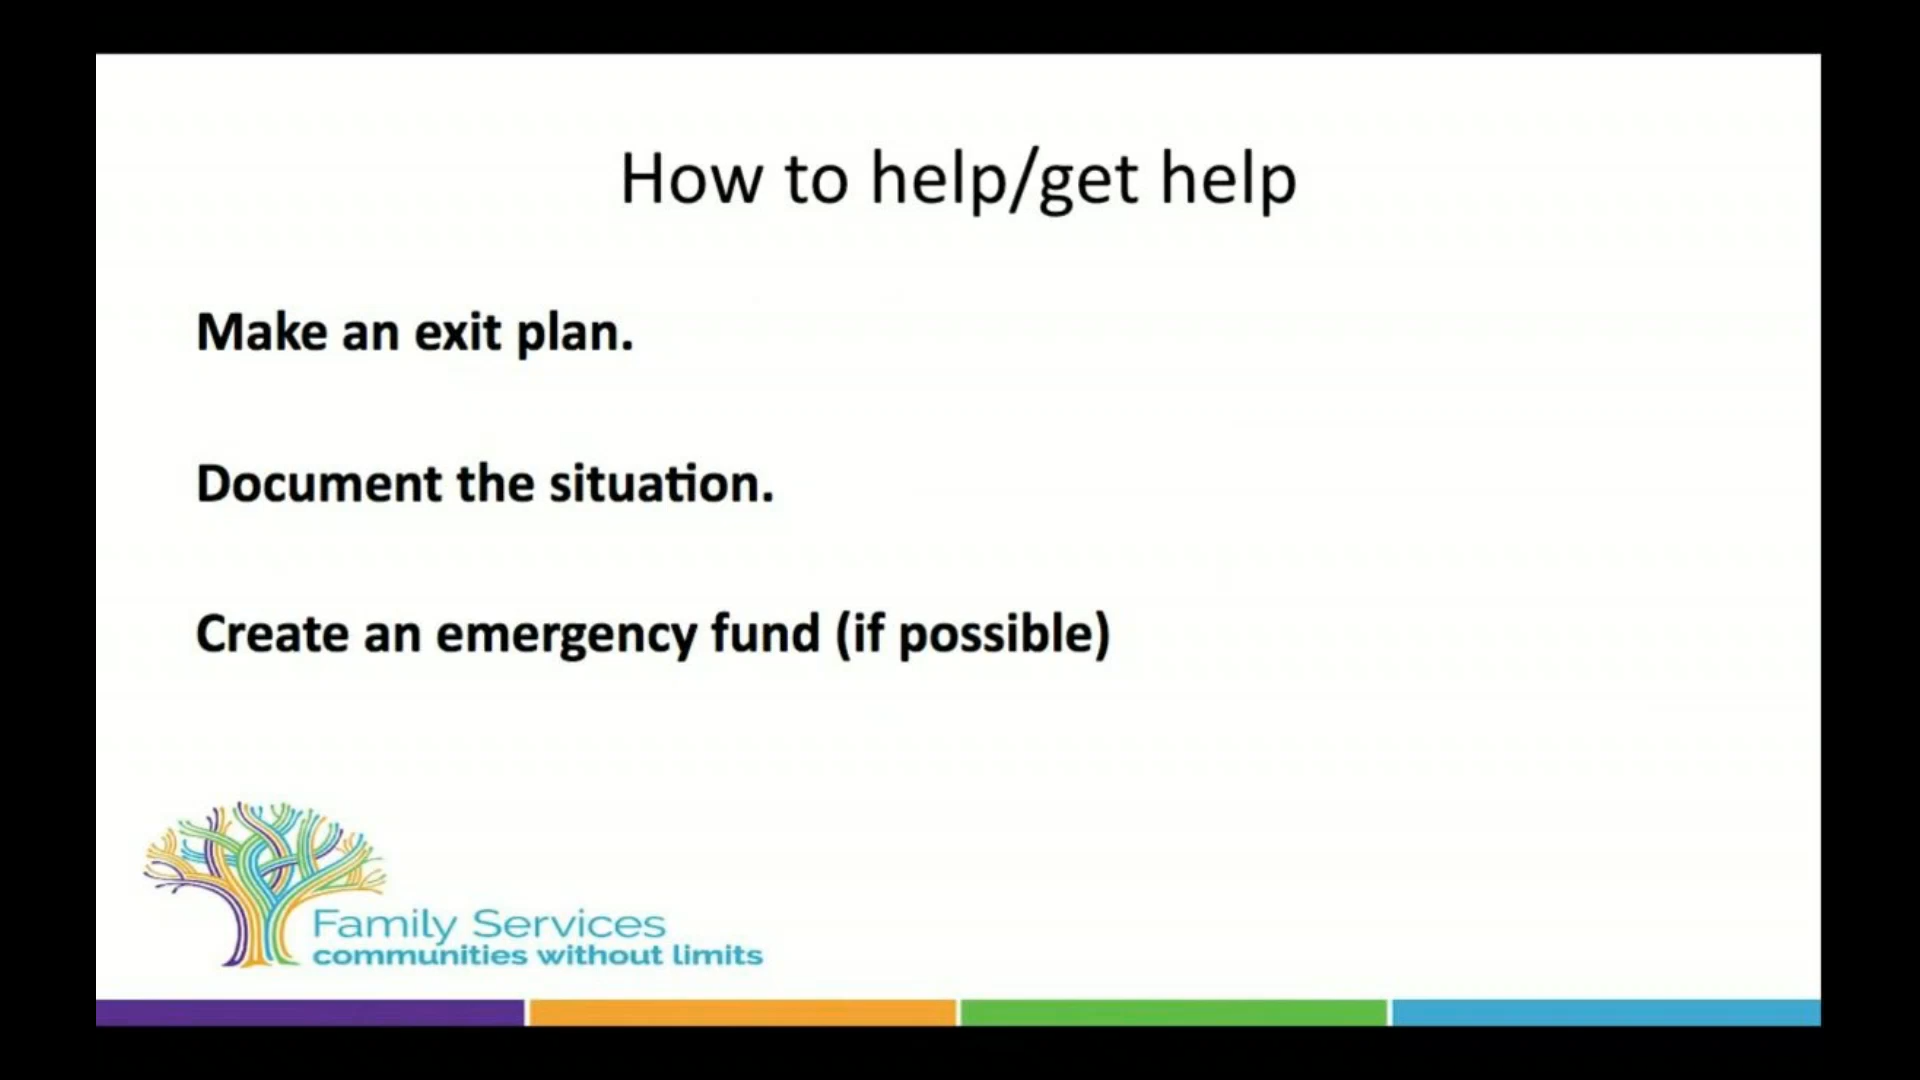 How to help/get help
Make an exit plan.
Document the situation.
Create an emergency fund (if possible)
Family Services
communities without limits